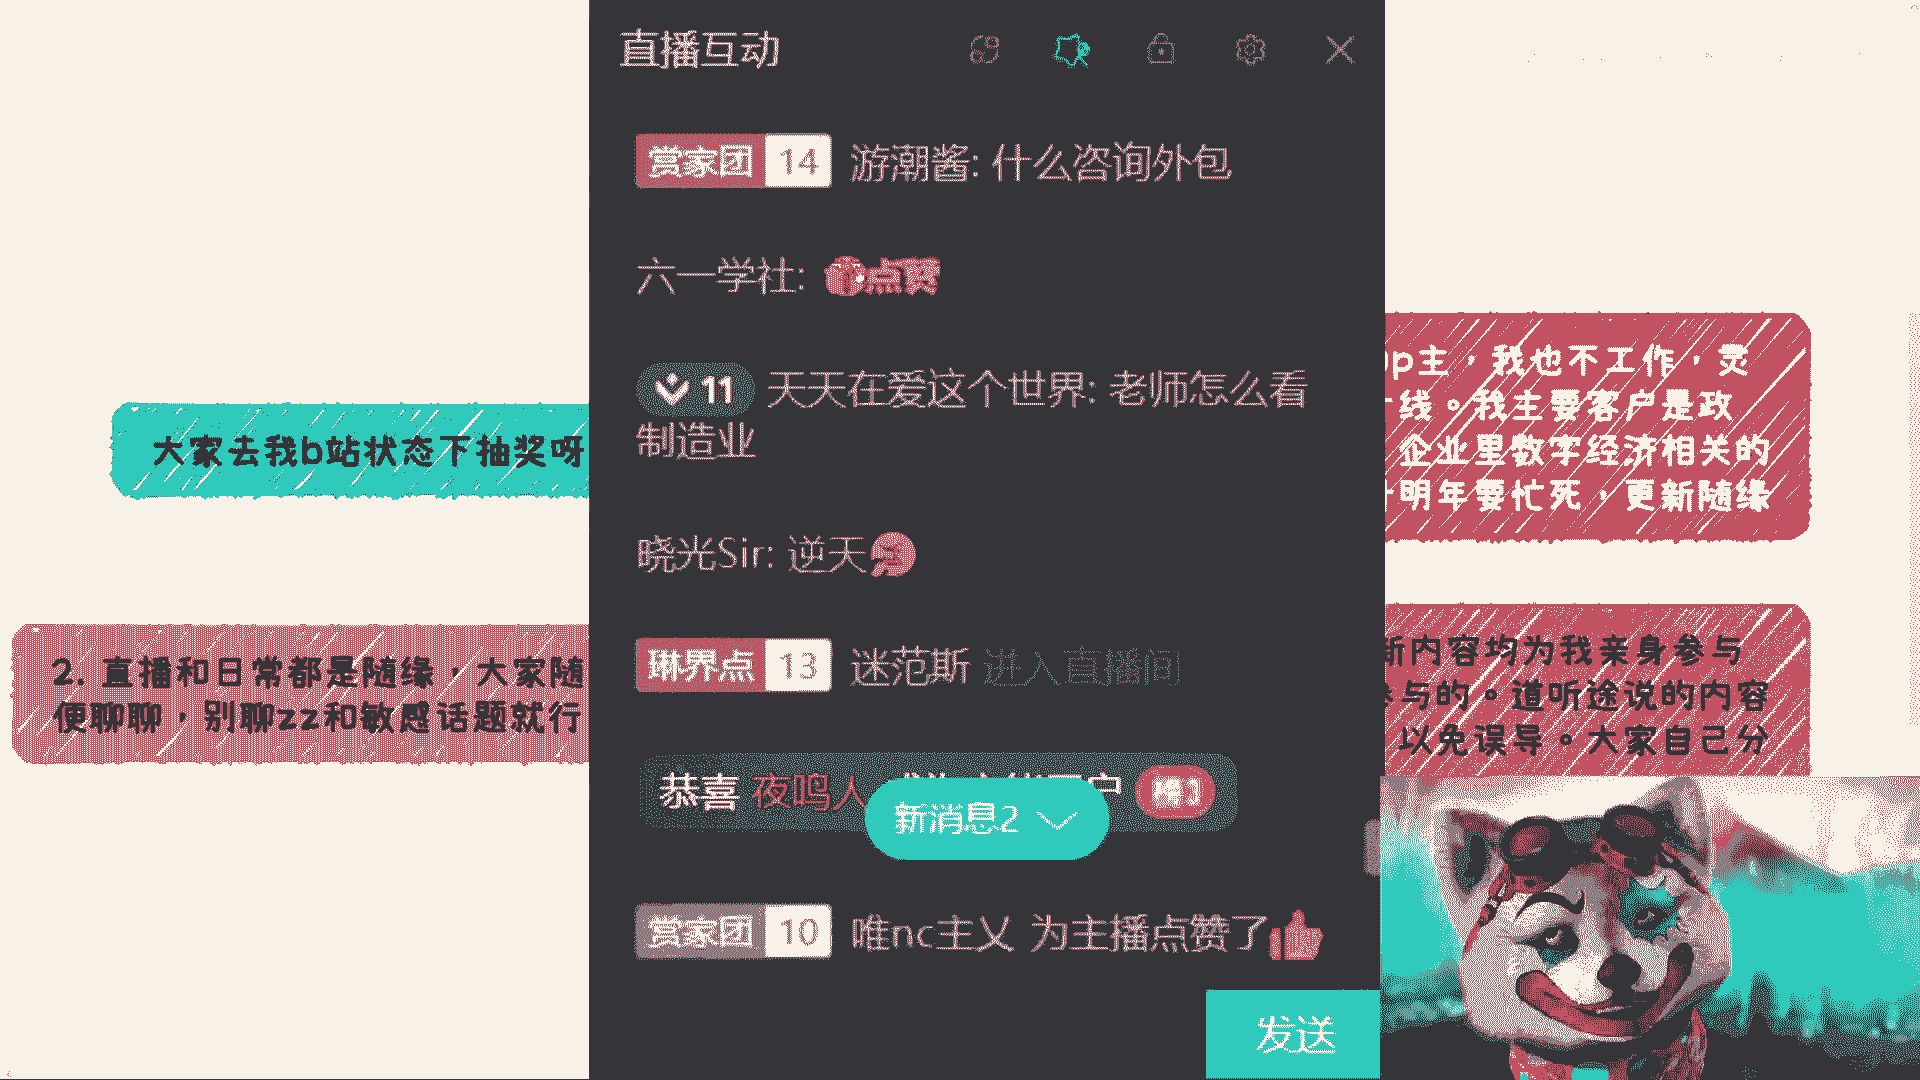 直播互动
赏家团 14 游潮酱: 什么咨询外包
六一学社: 点赞
11 天天在爱这个世界: 老师怎么看
制造业
晓光Sir: 逆天
琳界点 13 迷范斯 进入直播间
恭喜 夜鸣人
新消息2
赏家团 10 唯nc主义 为主播点赞了
发送
大家去我b站状态下抽奖呀
2. 直播和日常都是随缘，大家随
便聊聊，别聊zz和敏感话题就行
up主，我也不工作，灵
线。我主要客户是政
企业里数字经济相关的
明年要忙死，更新随缘
新内容均为我亲身参与
参与的。道听途说的内容
以免误导。大家自己分